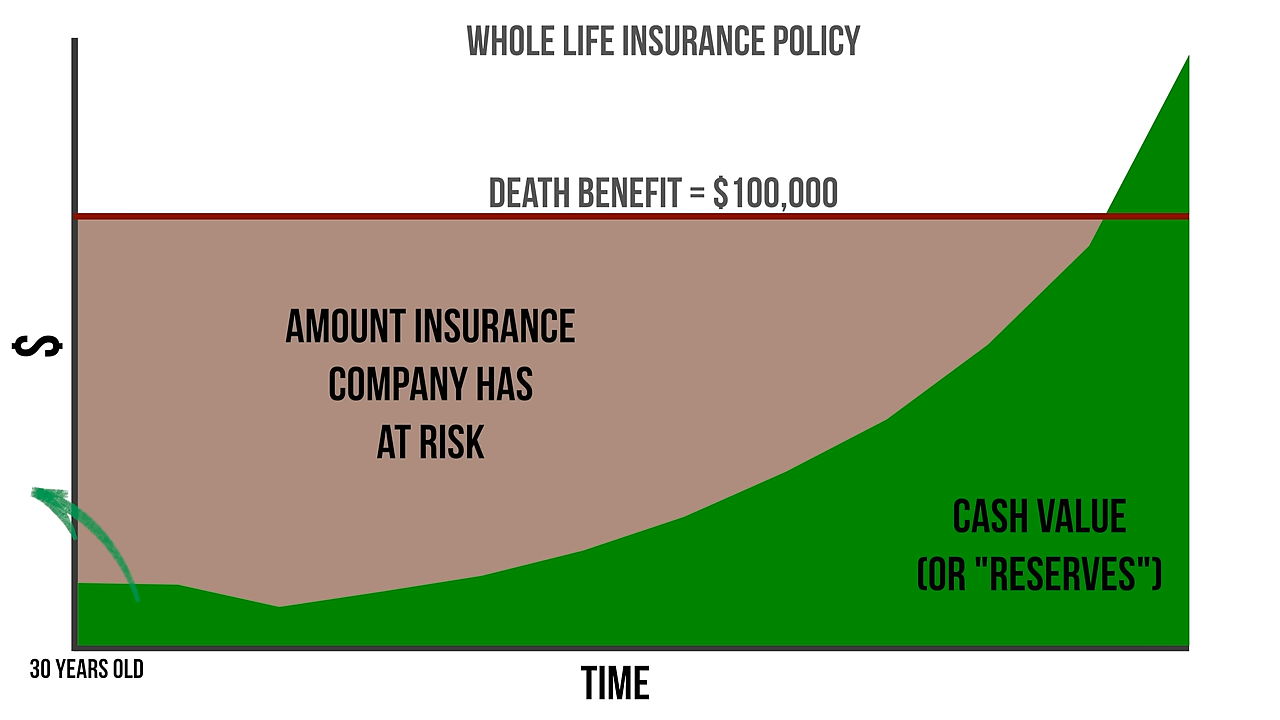 WHOLE LIFE INSURANCE POLICY
DEATH BENEFIT = $100,000
AMOUNT INSURANCE
COMPANY HAS
AT RISK
$
CASH VALUE
(OR "RESERVES")
30 YEARS OLD
TIME